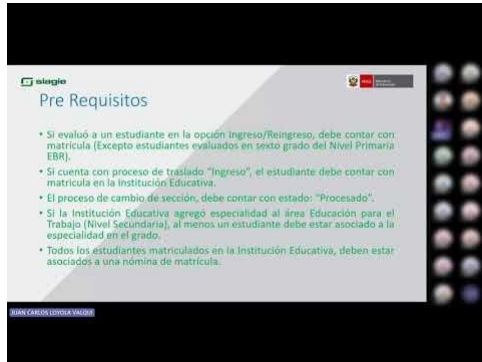 siagie
PERÚ
Pre Requisitos
• Si evaluó a un estudiante en la opción Ingreso/Reingreso, debe contar con
matrícula (Excepto estudiantes evaluados en sexto grado del Nivel Primaria
EBR).
• Si cuenta con proceso de traslado "Ingreso", el estudiante debe contar con
matricula en la Institución Educativa.
• El proceso de cambio de sección, debe contar con estado: "Procesado".
• Si la Institución Educativa agregó especialidad al área Educación para el
Trabajo (Nivel Secundaria), al menos un estudiante debe estar asociado a la
especialidad en el grado.
• Todos los estudiantes matriculados en la Institución Educativa, deben estar
asociados a una nómina de matrícula.
JUAN CARLOS LOYOLA VALQUI